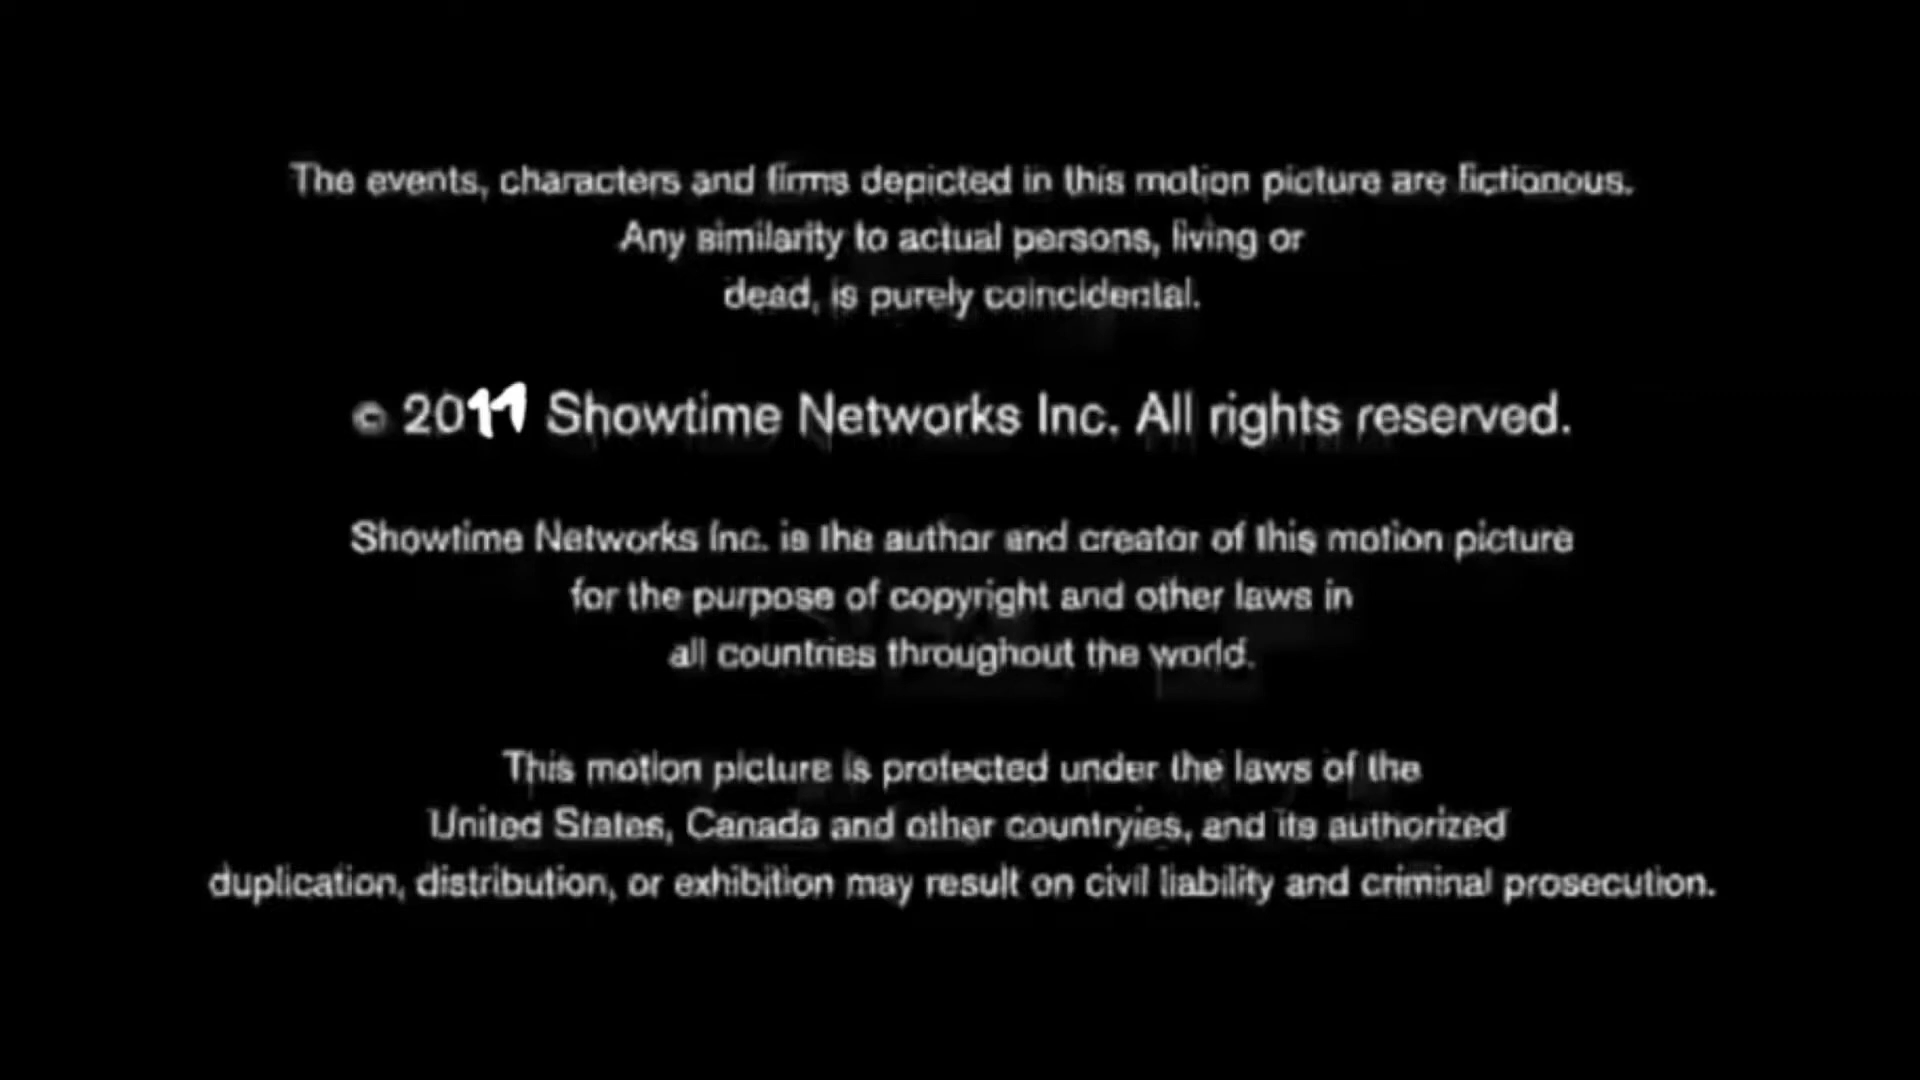 The events, characters and firms depicted in this motion picture are fictionous.
Any similarity to actual persons, living or
dead, is purely coincidental.
© 2011 Showtime Networks Inc. All rights reserved.
Showtime Networks Inc. is the author and creator of this motion picture
for the purpose of copyright and other laws in
all countries throughout the world.
This motion picture is protected under the laws of the
United States, Canada and other countryies, and its authorized
duplication, distribution, or exhibition may result on civil liability and criminal prosecution.